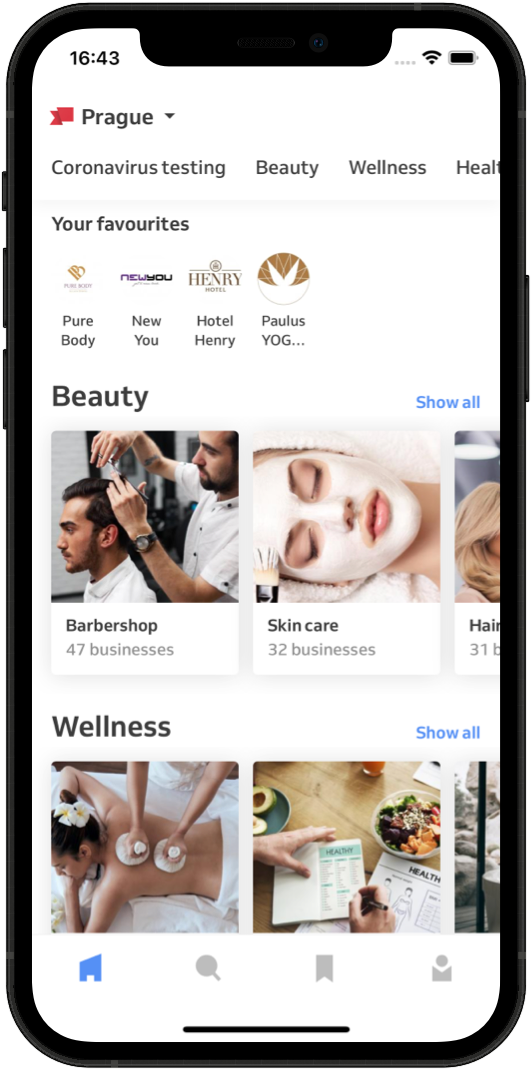 16:43
Prague
Coronavirus testing Beauty Wellness Healt
Your favourites
PURE BODY
NEWYOU
HENRY
HOTEL
Pure Body
New You
Hotel Henry
Paulus YOG...
Beauty Show all
Barbershop
47 businesses
Skin care
32 businesses
Hair
31 b
Wellness Show all
HEALTHY
HEALTH